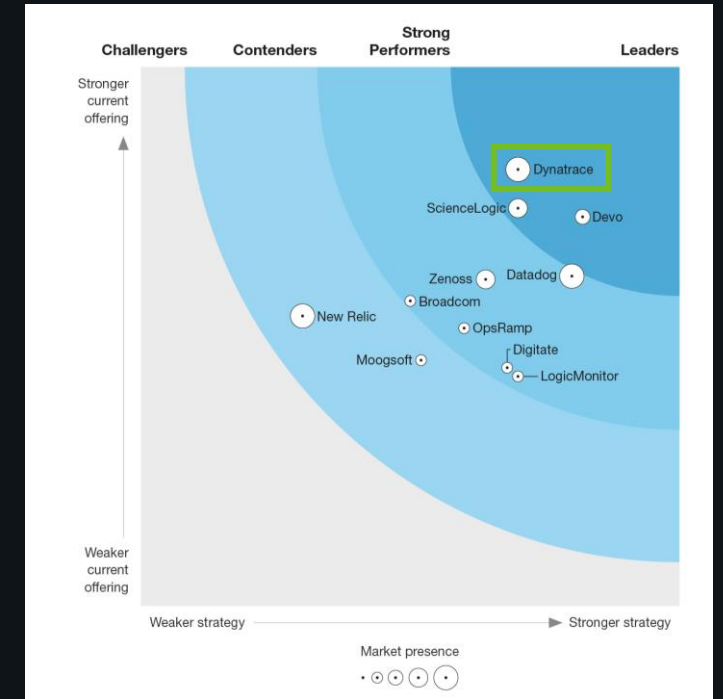 Challengers
Contenders
Strong
Performers
Leaders
Stronger
current
offering
Dynatrace
ScienceLogic
Devo
Zenoss
Datadog
Broadcom
New Relic
OpsRamp
Digitate
Moogsoft
LogicMonitor
Weaker
current
offering
Weaker strategy
Stronger strategy
Market presence